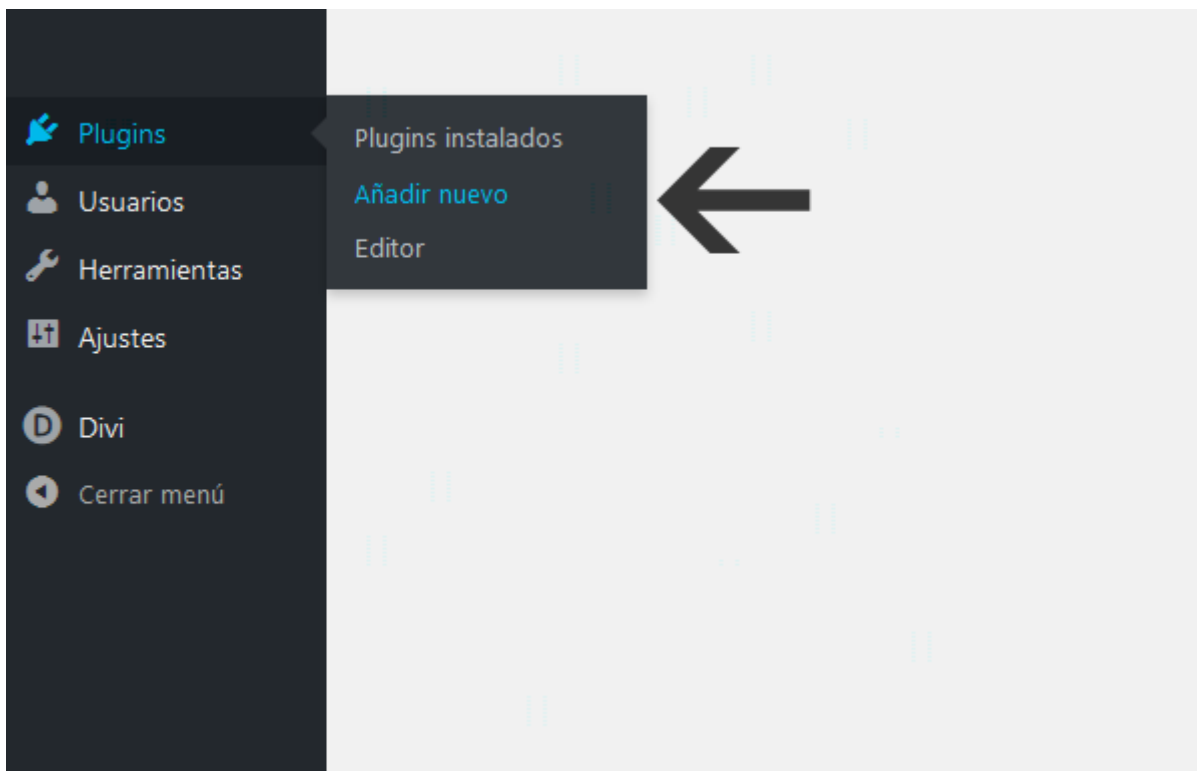 Plugins
Plugins instalados
Añadir nuevo
Editor
Usuarios
Herramientas
Ajustes
Divi
Cerrar menú